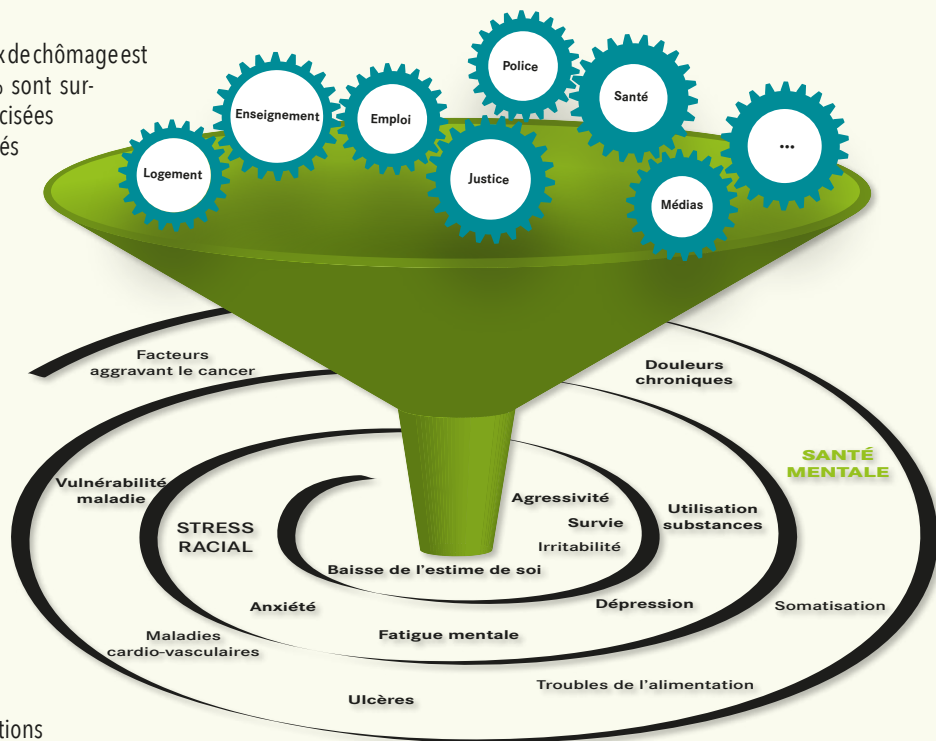 x de chômage est
% sont sur-
cisées
és
Police
Santé
Enseignement
Emploi
...
Logement
Justice
Médias
Facteurs
aggravant le cancer
Douleurs
chroniques
SANTÉ
MENTALE
Vulnérabilité
maladie
STRESS
RACIAL
Agressivité
Survie
Irritabilité
Utilisation
substances
Baisse de l'estime de soi
Anxiété
Dépression
Somatisation
Fatigue mentale
Maladies
cardio-vasculaires
Troubles de l'alimentation
Ulcères
tions